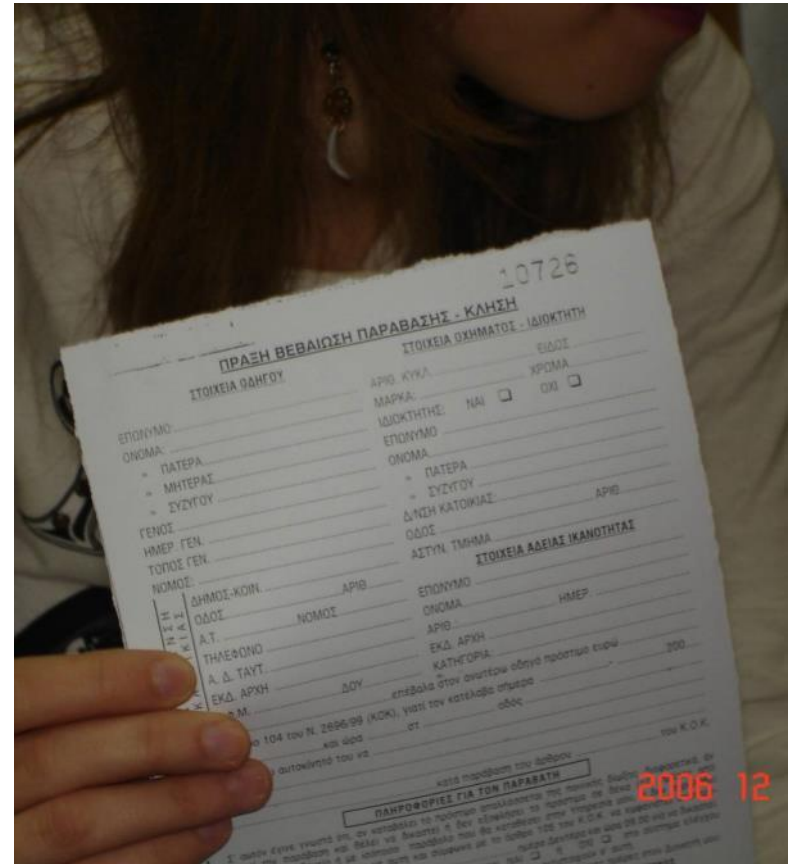 10726
ΠΡΑΞΗ ΒΕΒΑΙΩΣΗ ΠΑΡΑΒΑΣΗΣ - ΚΛΗΣΗ
ΣΤΟΙΧΕΙΑ ΟΔΗΓΟΥ
ΕΠΩΝΥΜΟ:
ΟΝΟΜΑ:
" ΠΑΤΕΡΑ
" ΜΗΤΕΡΑΣ
" ΣΥΖΥΓΟΥ
ΓΕΝΟΣ
ΗΜΕΡ. ΓΕΝ.
ΤΟΠΟΣ ΓΕΝ.
ΝΟΜΟΣ:
ΔΗΜΟΣ-ΚΟΙΝ.
ΟΔΟΣ ΑΡΙΘ.
Α.Τ. ΝΟΜΟΣ
ΤΗΛΕΦΩΝΟ
Α. Δ. ΤΑΥΤ.
ΕΚΔ. ΑΡΧΗ
Α.Φ.Μ. ΔΟΥ
ΣΤΟΙΧΕΙΑ ΟΧΗΜΑΤΟΣ - ΙΔΙΟΚΤΗΤΗ
ΑΡΙΘ. ΚΥΚΛ. ΕΙΔΟΣ
ΜΑΡΚΑ: ΧΡΩΜΑ
ΙΔΙΟΚΤΗΤΗΣ: ΝΑΙ ΟΧΙ
ΕΠΩΝΥΜΟ
ΟΝΟΜΑ
" ΠΑΤΕΡΑ
" ΣΥΖΥΓΟΥ
Δ/ΝΣΗ ΚΑΤΟΙΚΙΑΣ:
ΟΔΟΣ ΑΡΙΘ.
ΑΣΤΥΝ. ΤΜΗΜΑ
ΣΤΟΙΧΕΙΑ ΑΔΕΙΑΣ ΙΚΑΝΟΤΗΤΑΣ
ΕΠΩΝΥΜΟ
ΟΝΟΜΑ
ΑΡΙΘ. ΗΜΕΡ.
ΕΚΔ. ΑΡΧΗ
ΚΑΤΗΓΟΡΙΑ:
επέβαλα στον ανωτέρω οδηγό πρόστιμο ευρώ
104 του Ν. 2696/99 (ΚΟΚ), γιατί τον κατέλαβα σήμερα 200
και ώρα στ οδός
αυτοκίνητό του να
κατά παράβαση του άρθρου του Κ.Ο.Κ.
ΠΛΗΡΟΦΟΡΙΕΣ ΓΙΑ ΤΟΝ ΠΑΡΑΒΑΤΗ
2006 12